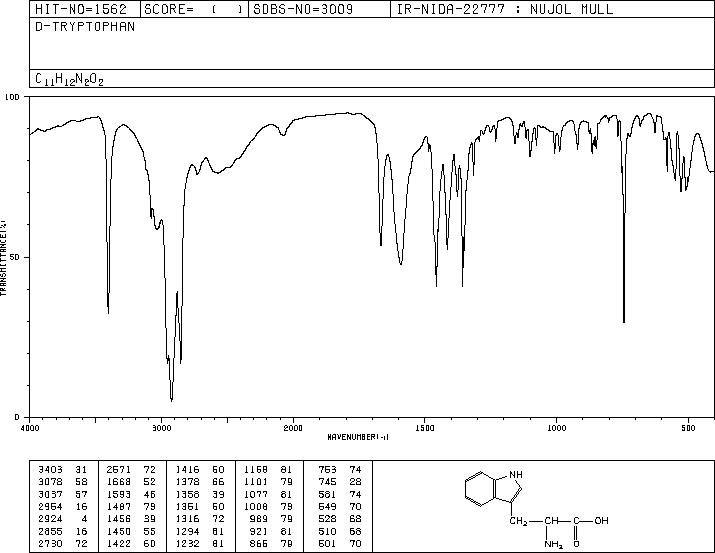 HIT-NO=1562 SCORE= ( ) SDBS-NO=3009 IR-NIDA-22777 : NUJOL MULL
D-TRYPTOPHAN
C11H12N2O2
100
50
0
TRANSMITTANCE(%)
4000 3000 2000 1500 1000 500
WAVENUMBER(-1)
3403 31 2571 72 1416 50 1158 81 753 74
3078 58 1668 52 1378 66 1101 79 745 28
3037 57 1593 46 1358 39 1077 81 581 74
2954 16 1487 79 1351 60 1008 79 549 70
2924 4 1456 39 1316 72 989 79 528 68
2855 16 1450 55 1294 81 921 81 510 68
2730 72 1422 60 1232 81 866 79 501 70
NH
CH2—CH—C—OH
NH2 O